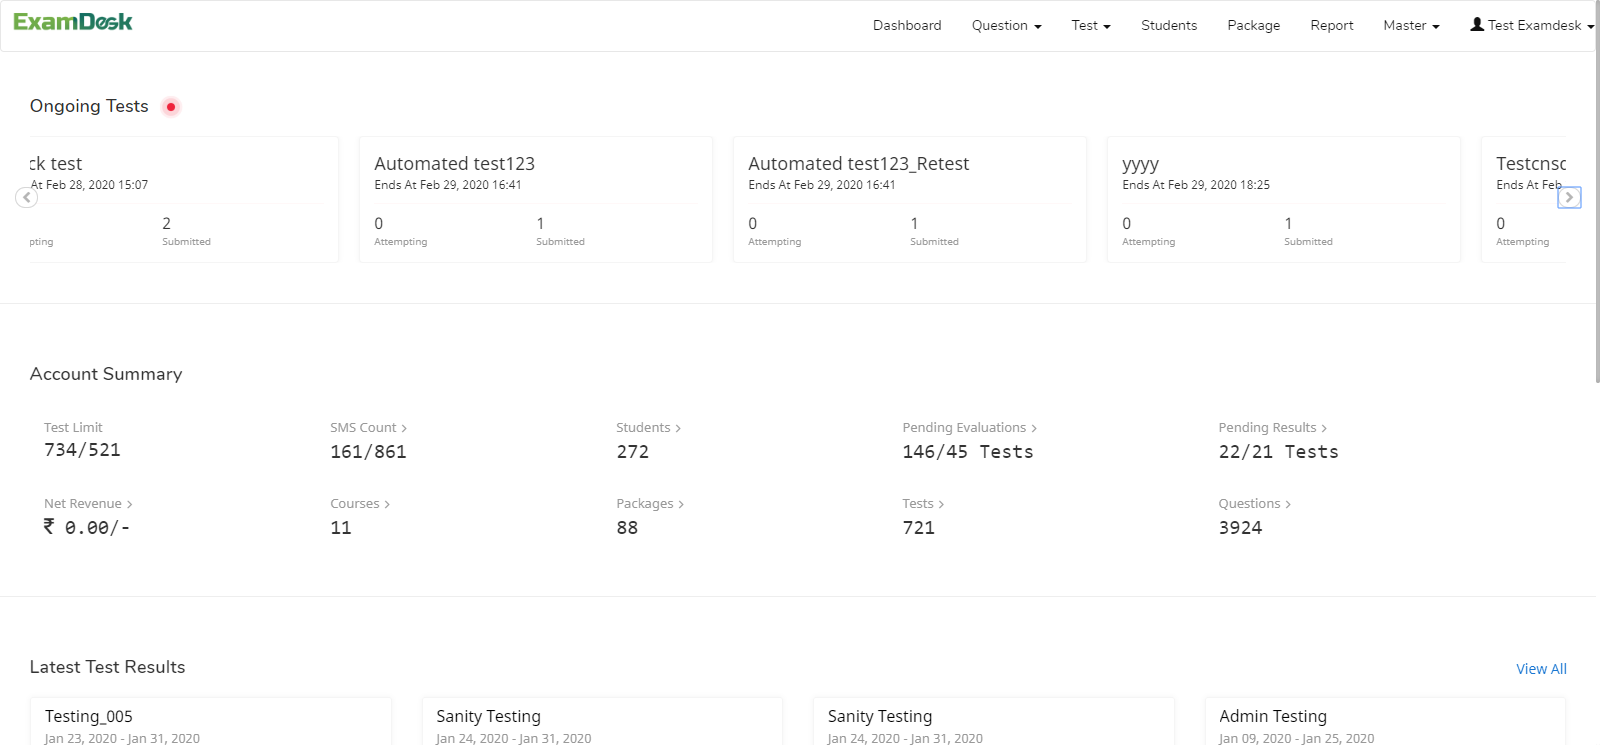 ExamDesk
Dashboard Question Test Students Package Report Master Test Examdesk
Ongoing Tests
ck test Automated test123 Automated test123_Retest yyyy Testcnsc
At Feb 28, 2020 15:07 Ends At Feb 29, 2020 16:41 Ends At Feb 29, 2020 16:41 Ends At Feb 29, 2020 18:25 Ends At Feb
2 0 1 0 1 0 1 0
pting Submitted Attempting Submitted Attempting Submitted Attempting Submitted Attempting
Account Summary
Test Limit SMS Count > Students > Pending Evaluations > Pending Results >
734/521 161/861 272 146/45 Tests 22/21 Tests
Net Revenue > Courses > Packages > Tests > Questions >
₹ 0.00/- 11 88 721 3924
Latest Test Results View All
Testing_005 Sanity Testing Sanity Testing Admin Testing
Jan 23, 2020 - Jan 31, 2020 Jan 24, 2020 - Jan 31, 2020 Jan 24, 2020 - Jan 31, 2020 Jan 09, 2020 - Jan 25, 2020